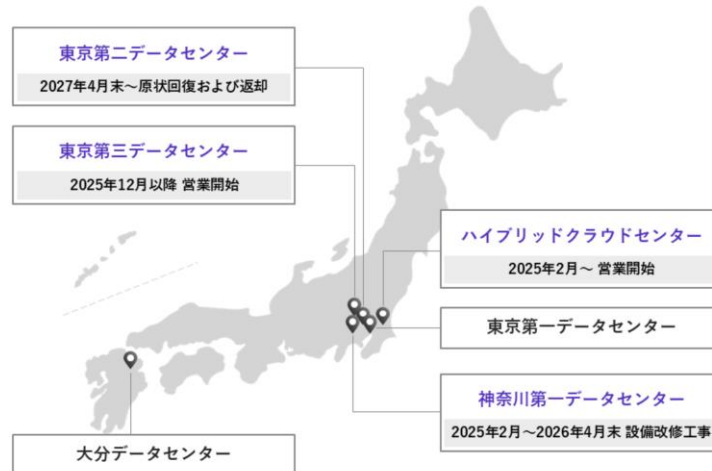 東京第二データセンター
2027年4月末～原状回復および返却
東京第三データセンター
2025年12月以降 営業開始
ハイブリッドクラウドセンター
2025年2月～ 営業開始
東京第一データセンター
神奈川第一データセンター
2025年2月～2026年4月末 設備改修工事
大分データセンター